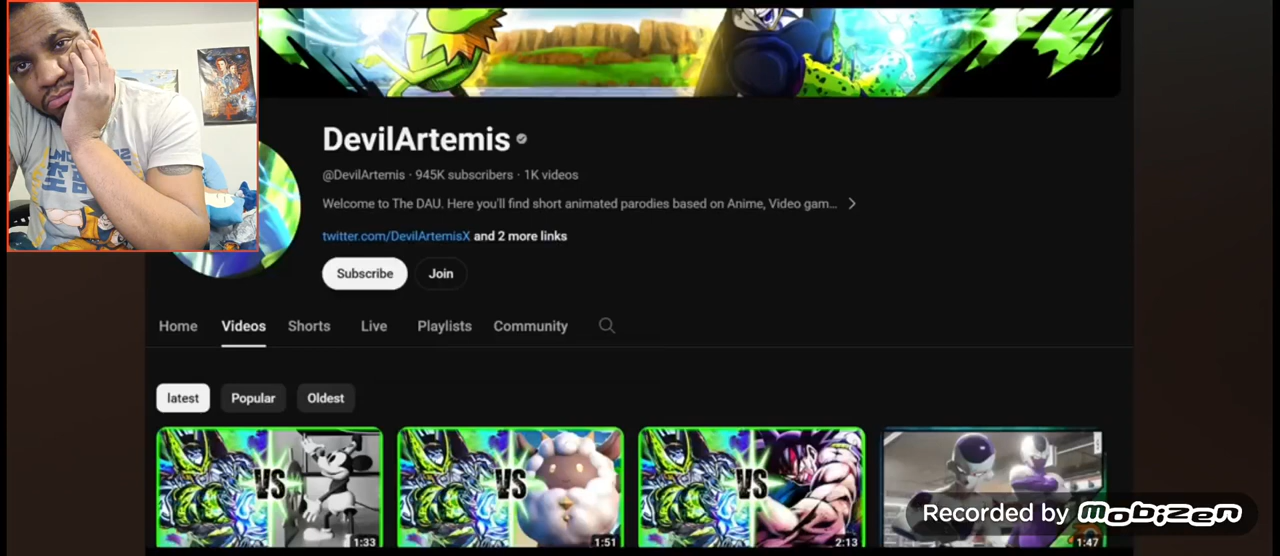 DevilArtemis
@DevilArtemis · 945K subscribers · 1K videos
Welcome to The DAU. Here you'll find short animated parodies based on Anime, Video gam...
twitter.com/DevilArtemisX and 2 more links
Subscribe Join
Home Videos Shorts Live Playlists Community
latest Popular Oldest
VS VS VS
Recorded by mobizen
1:33 1:51 2:13 1:47